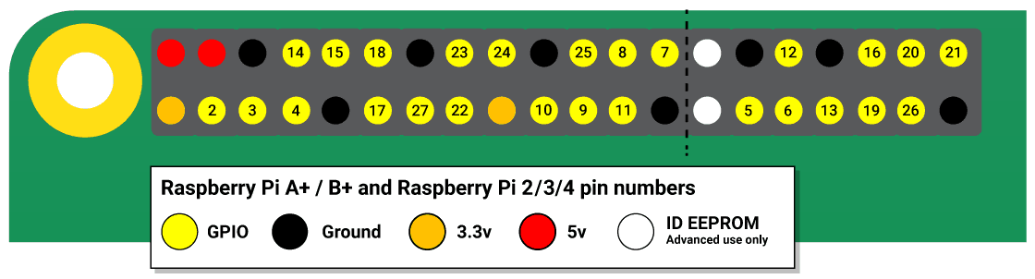 14 15 18 23 24 25 8 7 12 16 20 21
2 3 4 17 27 22 10 9 11 5 6 13 19 26
Raspberry Pi A+ / B+ and Raspberry Pi 2/3/4 pin numbers
GPIO Ground 3.3v 5v ID EEPROM
Advanced use only